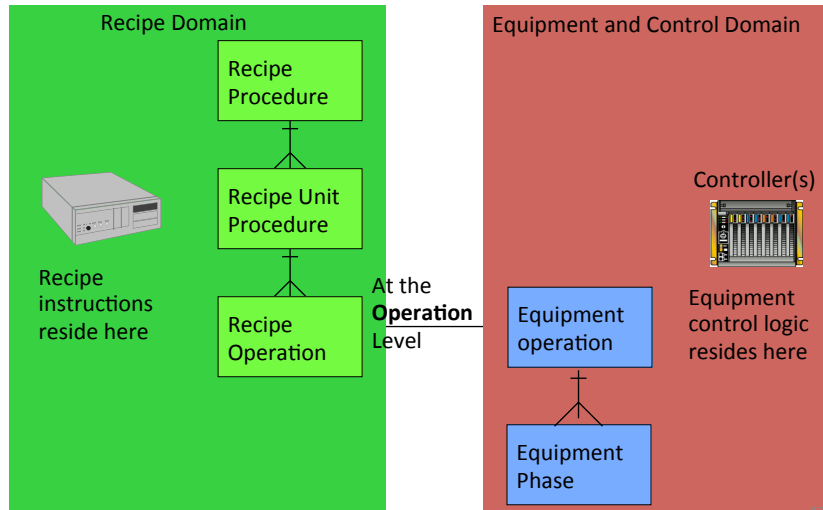 Recipe Domain
Recipe
Procedure
Recipe Unit
Procedure
Recipe
instructions
reside here
Recipe
Operation
At the
Operation
Level
Equipment and Control Domain
Controller(s)
Equipment
control logic
resides here
Equipment
operation
Equipment
Phase